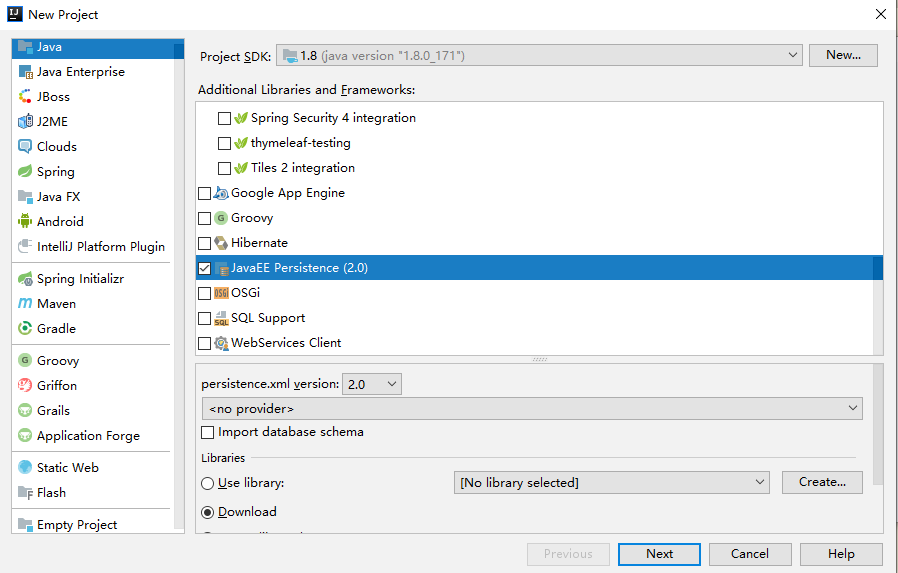 New Project
Java
Java Enterprise
JBoss
J2ME
Clouds
Spring
Java FX
Android
IntelliJ Platform Plugin
Spring Initializr
Maven
Gradle
Groovy
Griffon
Grails
Application Forge
Static Web
Flash
Empty Project
Project SDK: 1.8 (java version "1.8.0_171") New...
Additional Libraries and Frameworks:
Spring Security 4 integration
thymeleaf-testing
Tiles 2 integration
Google App Engine
Groovy
Hibernate
JavaEE Persistence (2.0)
OSGi
SQL Support
WebServices Client
persistence.xml version: 2.0
<no provider>
Import database schema
Libraries
Use library: [No library selected] Create...
Download
Previous Next Cancel Help